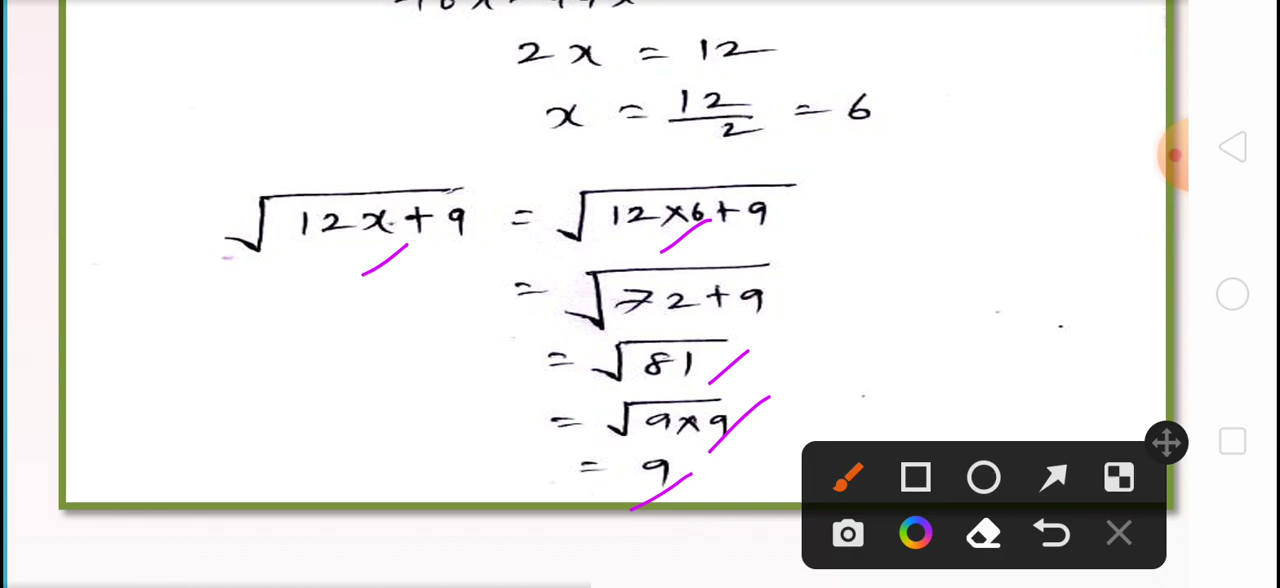 2x = 12
x = 12/2 = 6
√12x+9 = √12×6+9
= √72+9
= √81
= √9×9
= 9